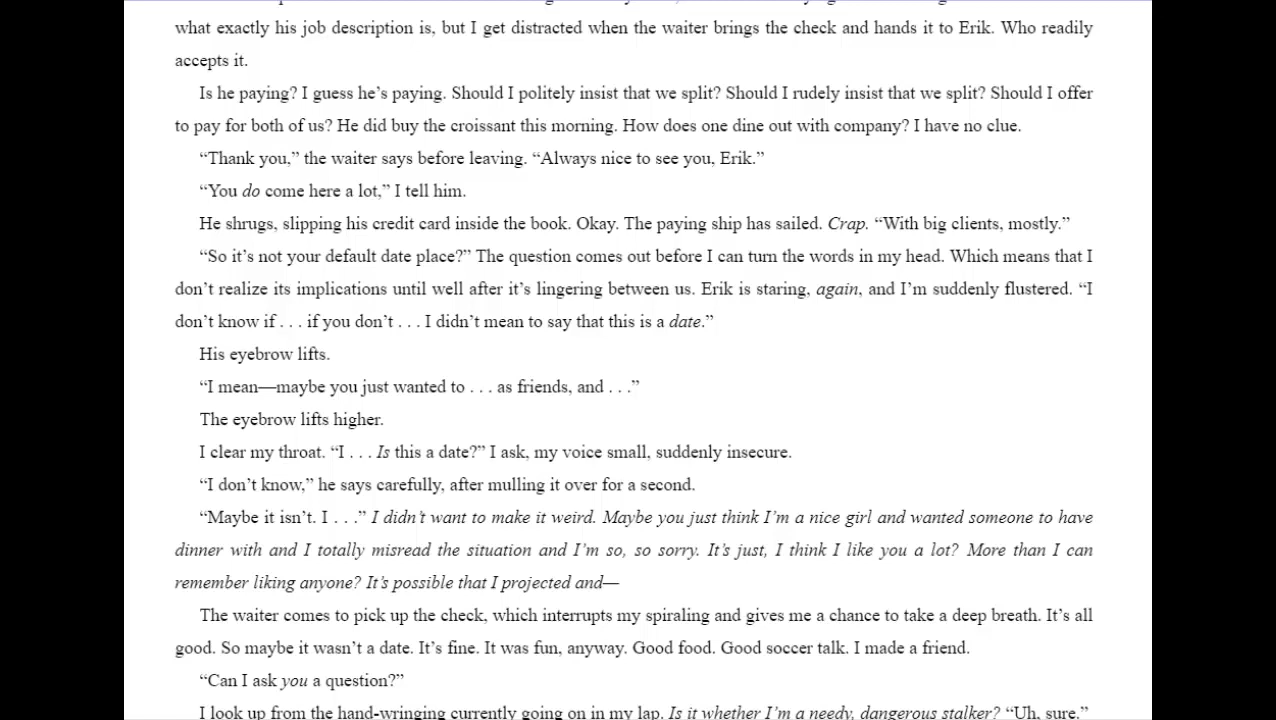 what exactly his job description is, but I get distracted when the waiter brings the check and hands it to Erik. Who readily
accepts it.
Is he paying? I guess he’s paying. Should I politely insist that we split? Should I rudely insist that we split? Should I offer
to pay for both of us? He did buy the croissant this morning. How does one dine out with company? I have no clue.
“Thank you,” the waiter says before leaving. “Always nice to see you, Erik.”
“You do come here a lot,” I tell him.
He shrugs, slipping his credit card inside the book. Okay. The paying ship has sailed. Crap. “With big clients, mostly.”
“So it’s not your default date place?” The question comes out before I can turn the words in my head. Which means that I
don’t realize its implications until well after it’s lingering between us. Erik is staring, again, and I’m suddenly flustered. “I
don’t know if . . . if you don’t . . . I didn’t mean to say that this is a date.”
His eyebrow lifts.
“I mean—maybe you just wanted to . . . as friends, and . . .”
The eyebrow lifts higher.
I clear my throat. “I . . . Is this a date?” I ask, my voice small, suddenly insecure.
“I don’t know,” he says carefully, after mulling it over for a second.
“Maybe it isn’t. I . . .” I didn’t want to make it weird. Maybe you just think I’m a nice girl and wanted someone to have
dinner with and I totally misread the situation and I’m so, so sorry. It’s just, I think I like you a lot? More than I can
remember liking anyone? It’s possible that I projected and—
The waiter comes to pick up the check, which interrupts my spiraling and gives me a chance to take a deep breath. It’s all
good. So maybe it wasn’t a date. It’s fine. It was fun, anyway. Good food. Good soccer talk. I made a friend.
“Can I ask you a question?”
I look up from the hand-wringing currently going on in my lap. Is it whether I’m a needy, dangerous stalker? “Uh, sure.”